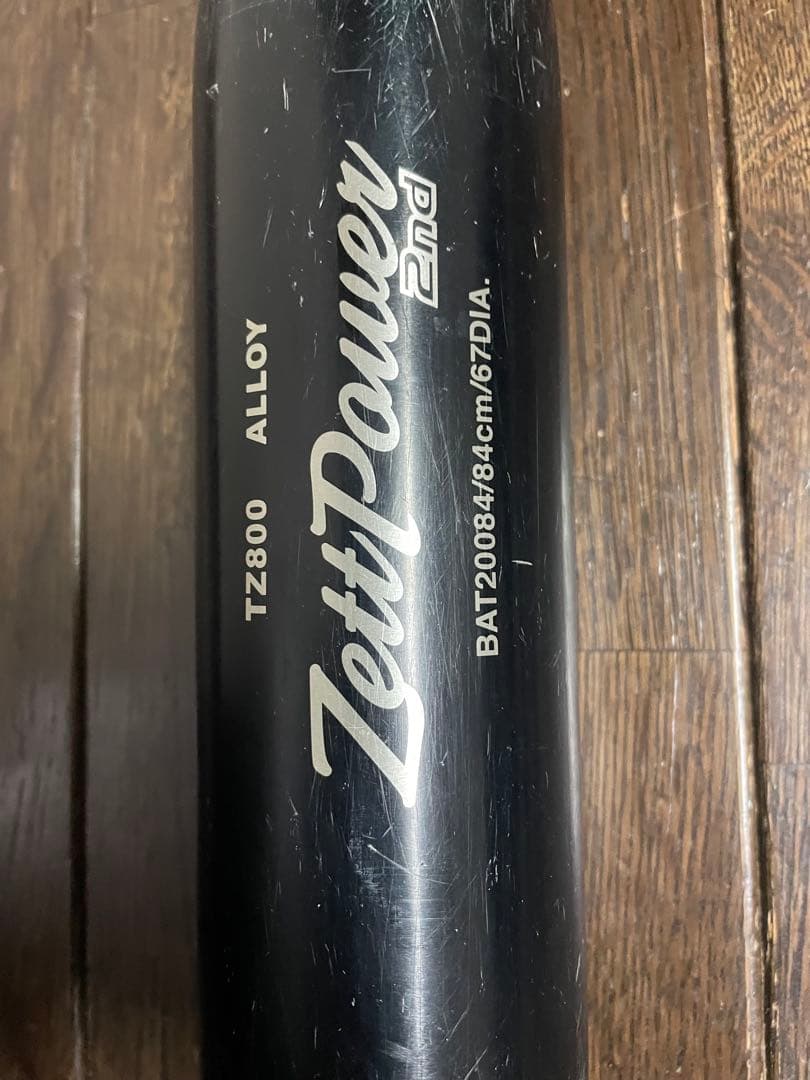 TZ800 ALLOY
ZettPower
2nd
BAT20084/84cm/67DIA.